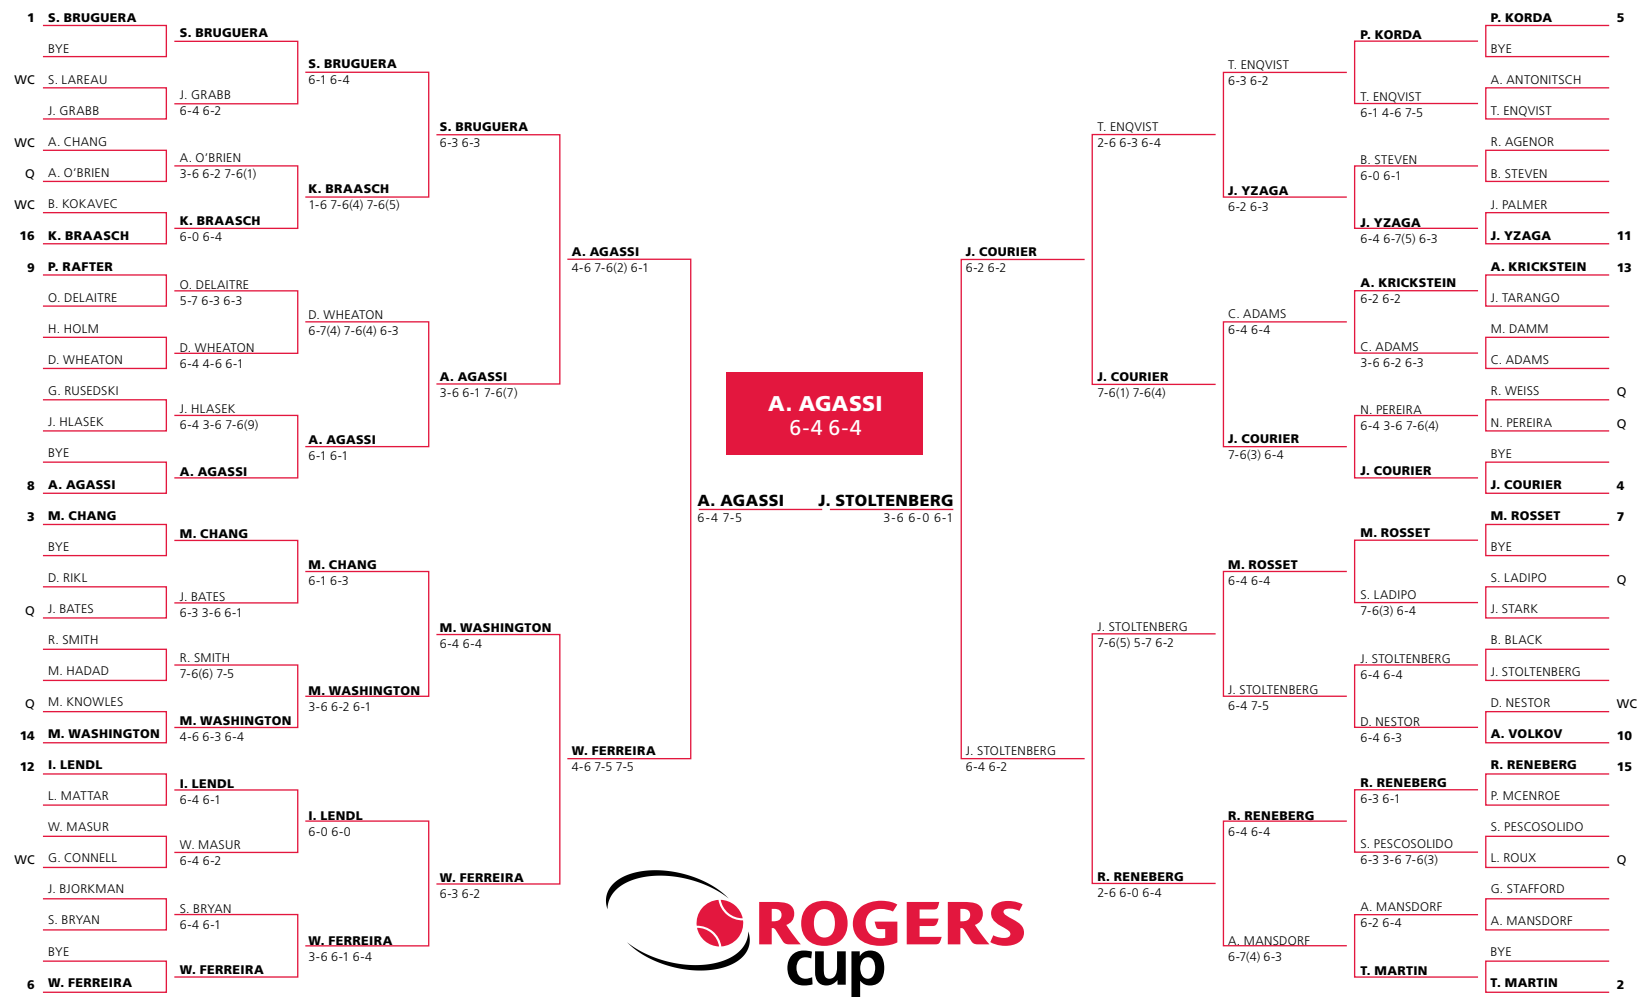 1 S. BRUGUERA
BYE
WC S. LAREAU
J. GRABB
WC A. CHANG
Q A. O'BRIEN
WC B. KOKAVEC
16 K. BRAASCH
9 P. RAFTER
O. DELAITRE
H. HOLM
D. WHEATON
G. RUSEDSKI
J. HLASEK
BYE
8 A. AGASSI
3 M. CHANG
BYE
D. RIKL
Q J. BATES
R. SMITH
M. HADAD
Q M. KNOWLES
14 M. WASHINGTON
12 I. LENDL
L. MATTAR
W. MASUR
WC G. CONNELL
J. BJORKMAN
S. BRYAN
BYE
6 W. FERREIRA
S. BRUGUERA
J. GRABB
6-4 6-2
A. O'BRIEN
3-6 6-2 7-6(1)
K. BRAASCH
6-0 6-4
O. DELAITRE
5-7 6-3 6-3
D. WHEATON
6-4 4-6 6-1
J. HLASEK
6-4 3-6 7-6(9)
A. AGASSI
M. CHANG
J. BATES
6-3 3-6 6-1
R. SMITH
7-6(6) 7-5
M. WASHINGTON
4-6 6-3 6-4
I. LENDL
6-4 6-1
W. MASUR
6-4 6-2
S. BRYAN
6-4 6-1
W. FERREIRA
S. BRUGUERA
6-1 6-4
K. BRAASCH
1-6 7-6(4) 7-6(5)
D. WHEATON
6-7(4) 7-6(4) 6-3
A. AGASSI
6-1 6-1
M. CHANG
6-1 6-3
M. WASHINGTON
3-6 6-2 6-1
I. LENDL
6-0 6-0
W. FERREIRA
3-6 6-1 6-4
S. BRUGUERA
6-3 6-3
A. AGASSI
3-6 6-1 7-6(7)
M. WASHINGTON
6-4 6-4
W. FERREIRA
6-3 6-2
A. AGASSI
4-6 7-6(2) 6-1
W. FERREIRA
4-6 7-5 7-5
A. AGASSI
6-4 7-5
A. AGASSI
6-4 6-4
J. STOLTENBERG
3-6 6-0 6-1
J. COURIER
6-2 6-2
J. STOLTENBERG
6-4 6-2
T. ENQVIST
2-6 6-3 6-4
J. COURIER
7-6(1) 7-6(4)
J. STOLTENBERG
7-6(5) 5-7 6-2
R. RENEBERG
2-6 6-0 6-4
T. ENQVIST
6-3 6-2
J. YZAGA
6-2 6-3
C. ADAMS
6-4 6-4
J. COURIER
7-6(3) 6-4
M. ROSSET
6-4 6-4
J. STOLTENBERG
6-4 7-5
R. RENEBERG
6-4 6-4
A. MANSDORF
6-7(4) 6-3
P. KORDA
T. ENQVIST
6-1 4-6 7-5
B. STEVEN
6-0 6-1
J. YZAGA
6-4 6-7(5) 6-3
A. KRICKSTEIN
6-2 6-2
C. ADAMS
3-6 6-2 6-3
N. PEREIRA
6-4 3-6 7-6(4)
J. COURIER
M. ROSSET
S. LADIPO
7-6(3) 6-4
J. STOLTENBERG
6-4 6-4
D. NESTOR
6-4 6-3
R. RENEBERG
6-3 6-1
S. PESCOSOLIDO
6-3 3-6 7-6(3)
A. MANSDORF
6-2 6-4
T. MARTIN
P. KORDA 5
BYE
A. ANTONITSCH
T. ENQVIST
R. AGENOR
B. STEVEN
J. PALMER
J. YZAGA 11
A. KRICKSTEIN 13
J. TARANGO
M. DAMM
C. ADAMS
R. WEISS Q
N. PEREIRA Q
BYE
J. COURIER 4
M. ROSSET 7
BYE
S. LADIPO Q
J. STARK
B. BLACK
J. STOLTENBERG
D. NESTOR WC
A. VOLKOV 10
R. RENEBERG 15
P. MCENROE
S. PESCOSOLIDO
L. ROUX Q
G. STAFFORD
A. MANSDORF
BYE
T. MARTIN 2
ROGERS
cup